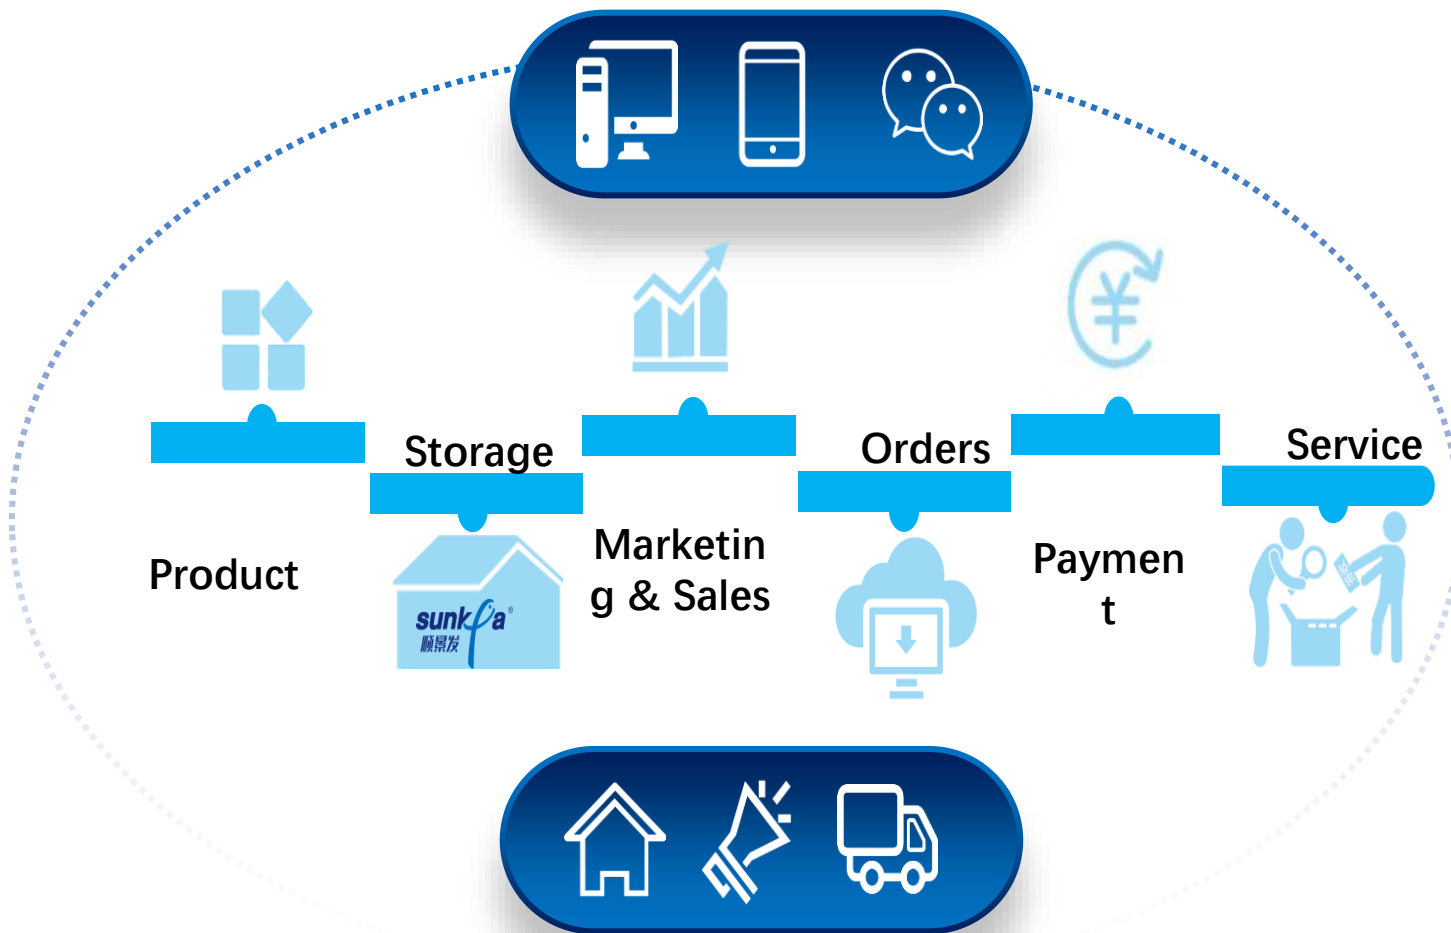 Storage
Orders
Service
Product
Marketin
g & Sales
Paymen
t
sunkfa®
顺景发
¥